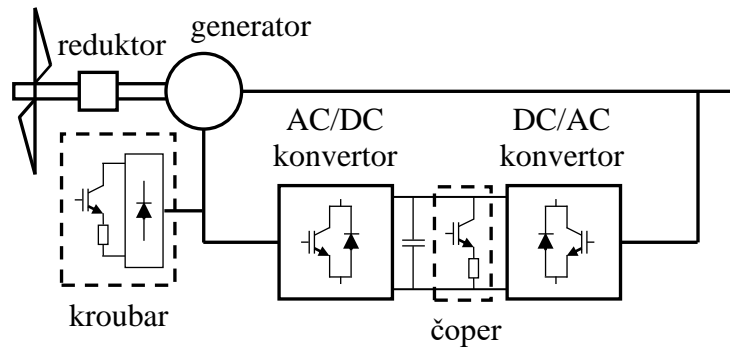 generator
reduktor
AC/DC
konvertor
DC/AC
konvertor
kroubar
čoper